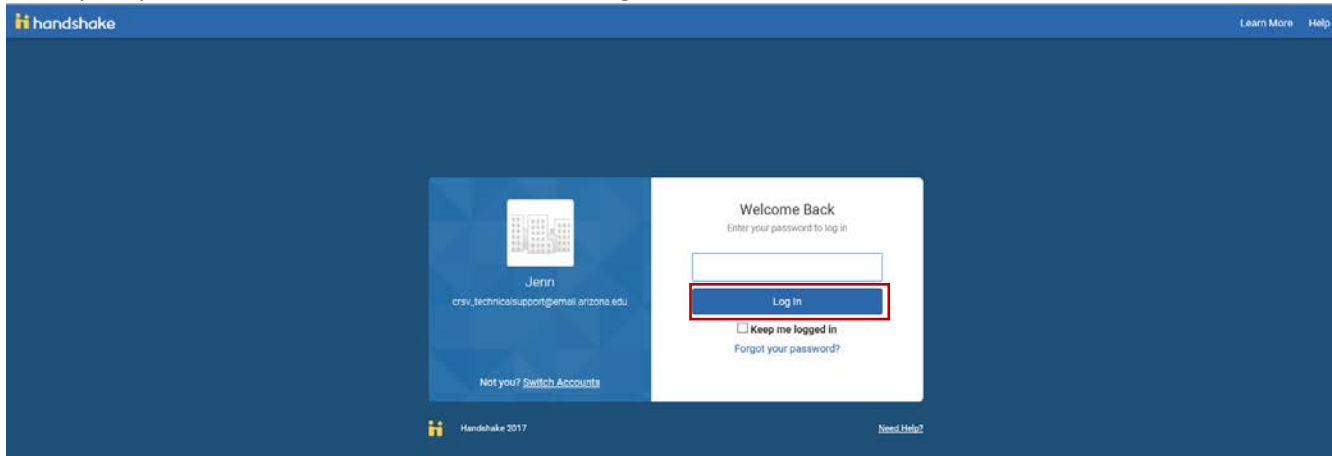 handshake
Learn More Help
Jenn
crsv_technicalsupport@email.arizona.edu
Not you? Switch Accounts
Welcome Back
Enter your password to log in
Log In
Keep me logged in
Forgot your password?
Handshake 2017
Need Help?